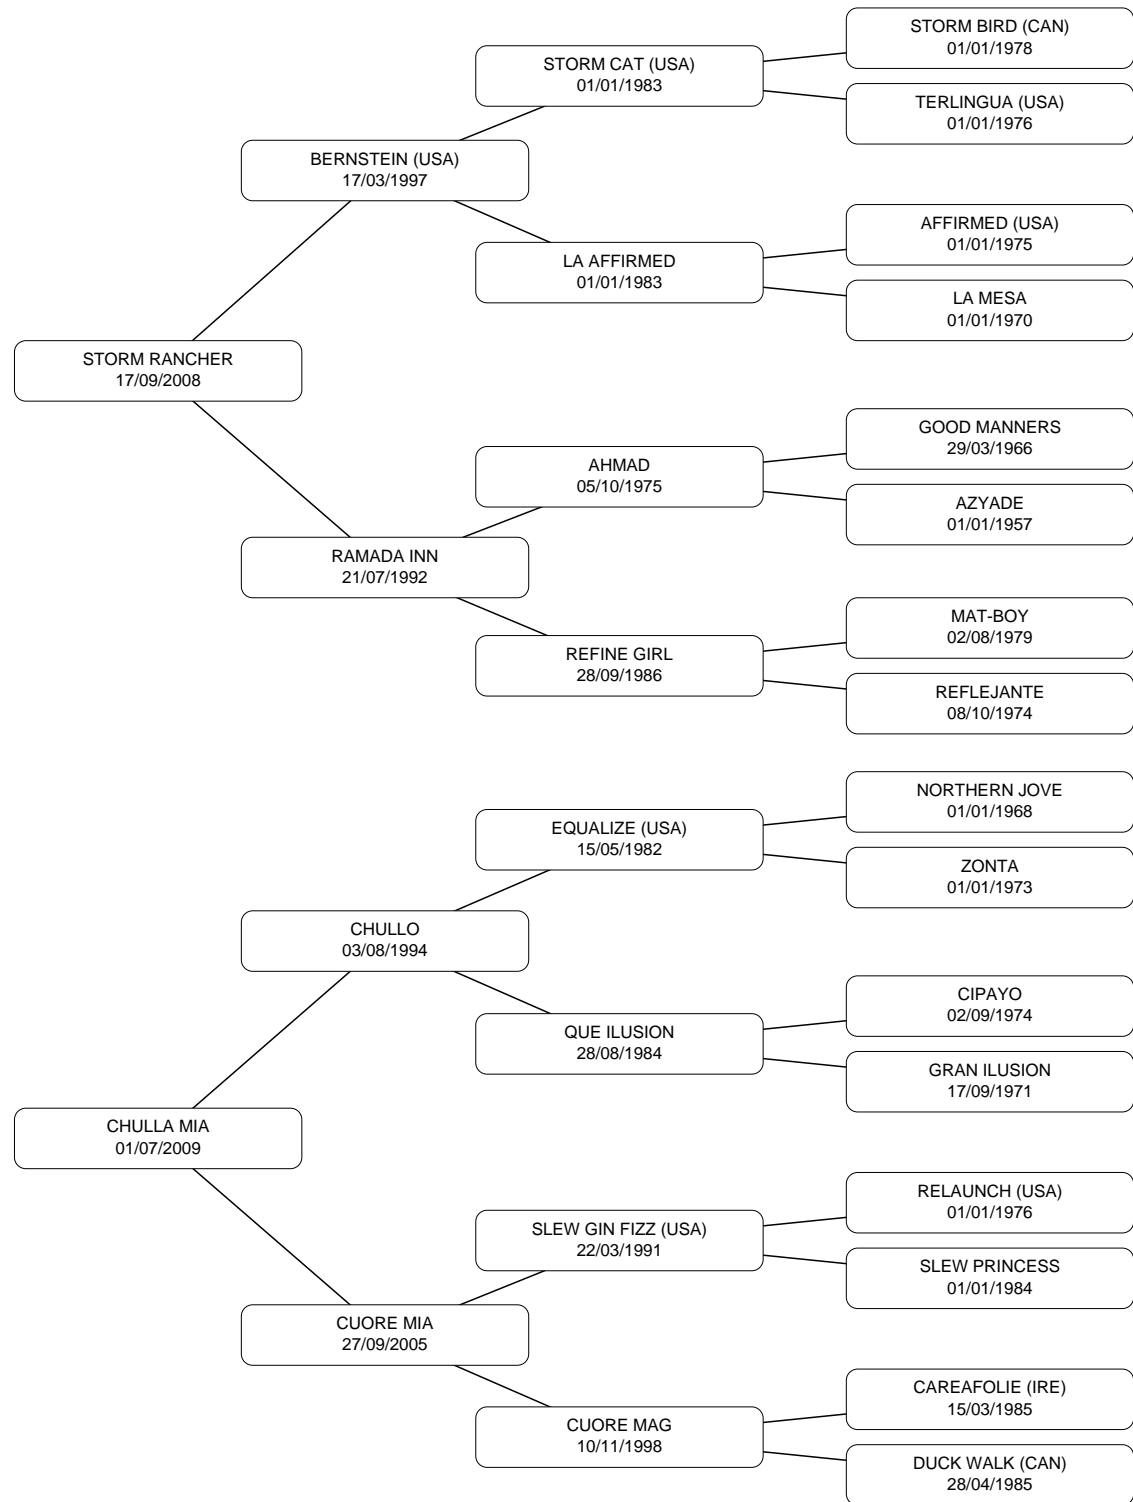 STORM BIRD (CAN)
01/01/1978
STORM CAT (USA)
01/01/1983
TERLINGUA (USA)
01/01/1976
BERNSTEIN (USA)
17/03/1997
AFFIRMED (USA)
01/01/1975
LA AFFIRMED
01/01/1983
LA MESA
01/01/1970
STORM RANCHER
17/09/2008
GOOD MANNERS
29/03/1966
AHMAD
05/10/1975
AZYADE
01/01/1957
RAMADA INN
21/07/1992
MAT-BOY
02/08/1979
REFINE GIRL
28/09/1986
REFLEJANTE
08/10/1974
NORTHERN JOVE
01/01/1968
EQUALIZE (USA)
15/05/1982
ZONTA
01/01/1973
CHULLO
03/08/1994
CIPAYO
02/09/1974
QUE ILUSION
28/08/1984
GRAN ILUSION
17/09/1971
CHULLA MIA
01/07/2009
RELAUNCH (USA)
01/01/1976
SLEW GIN FIZZ (USA)
22/03/1991
SLEW PRINCESS
01/01/1984
CUORE MIA
27/09/2005
CAREAFOLIE (IRE)
15/03/1985
CUORE MAG
10/11/1998
DUCK WALK (CAN)
28/04/1985